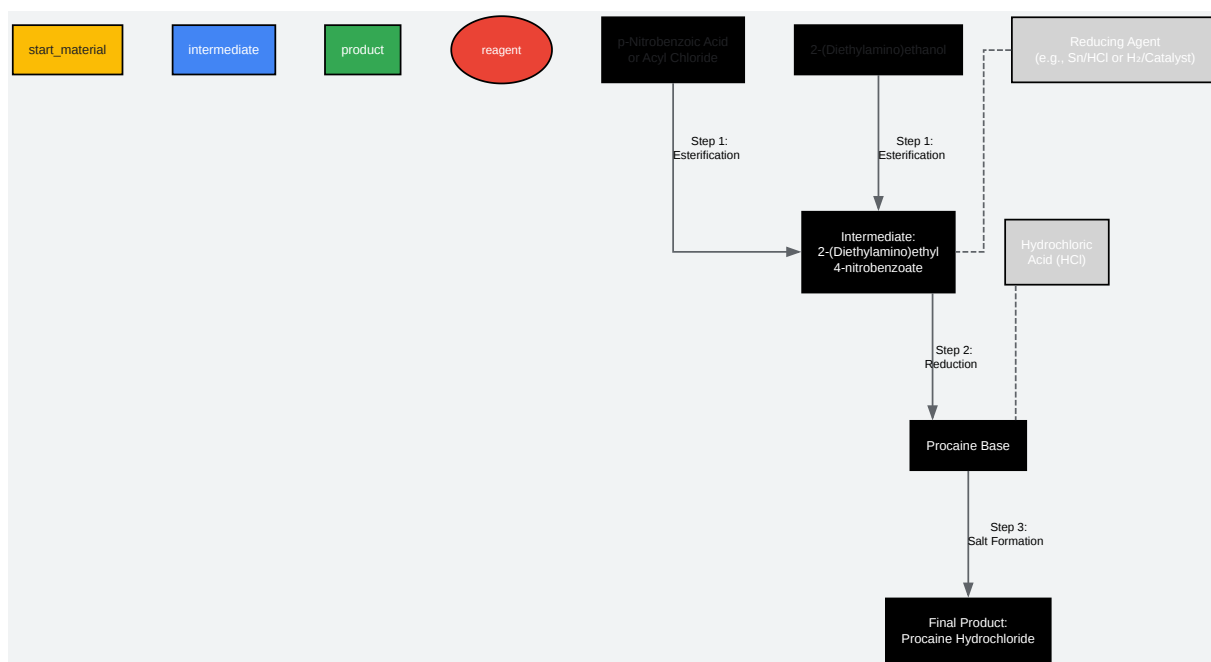 start_material
intermediate
product
reagent
p-Nitrobenzoic Acid
or Acyl Chloride
2-(Diethylamino)ethanol
Reducing Agent
(e.g., Sn/HCl or H₂/Catalyst)
Step 1:
Esterification
Step 1:
Esterification
Intermediate:
2-(Diethylamino)ethyl
4-nitrobenzoate
Hydrochloric
Acid (HCl)
Step 2:
Reduction
Procaine Base
Step 3:
Salt Formation
Final Product:
Procaine Hydrochloride